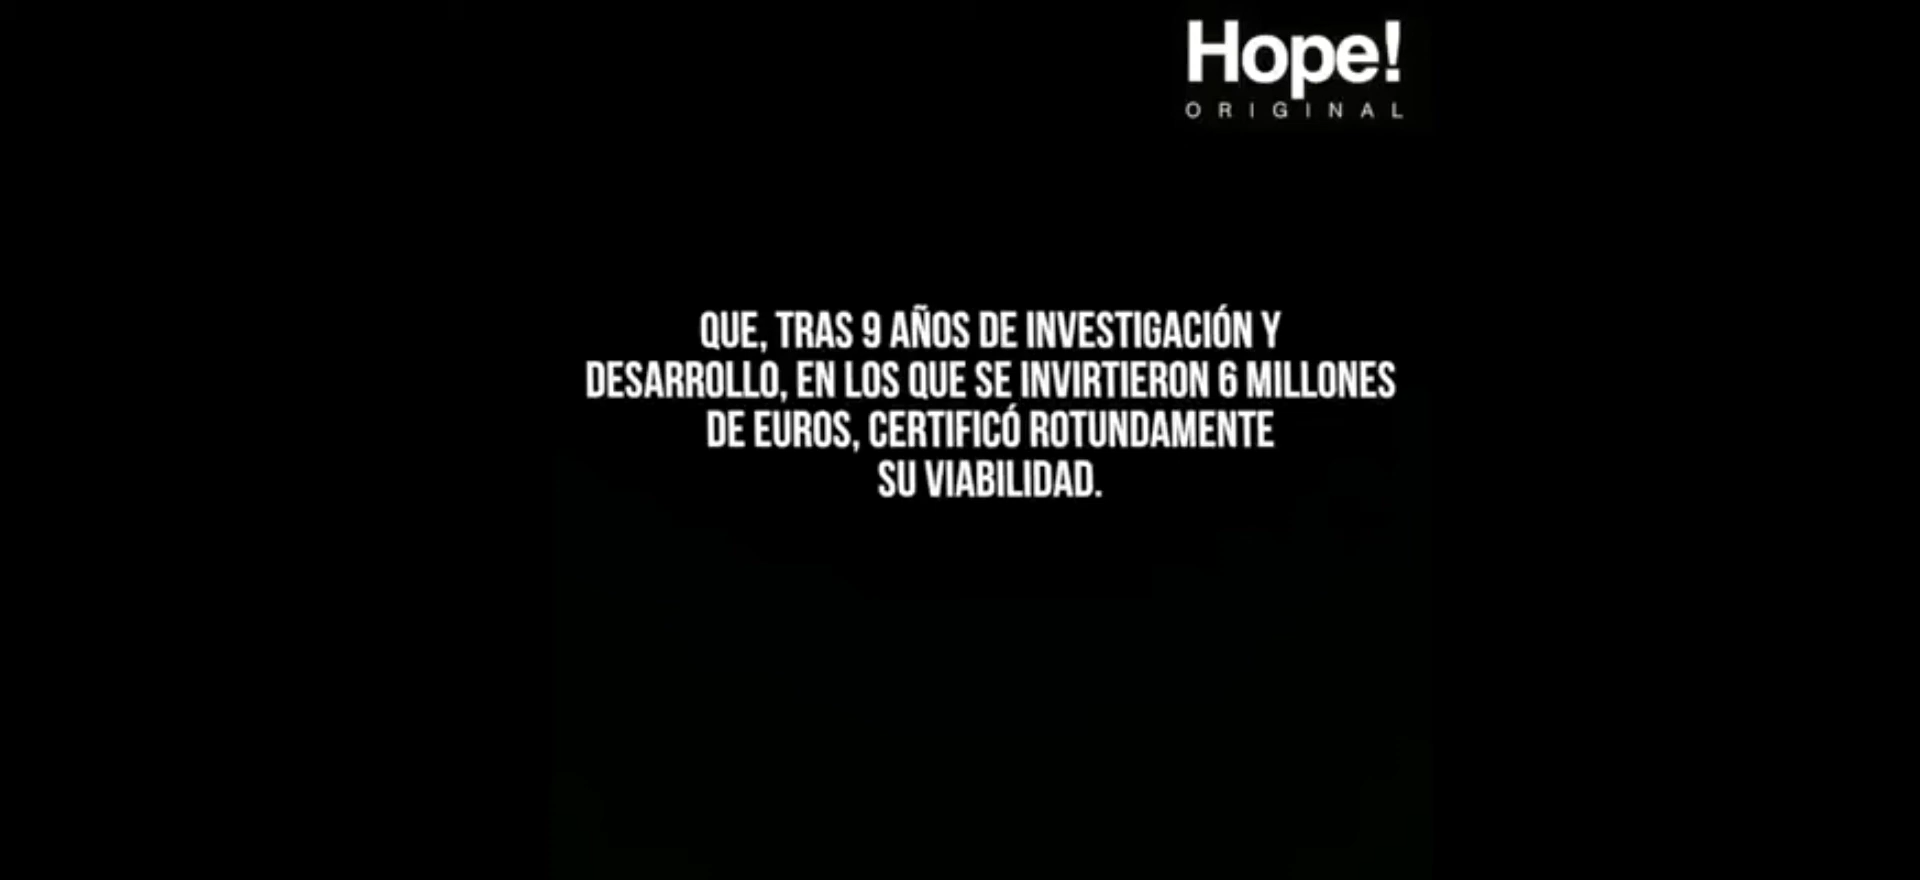 Hope!
ORIGINAL
QUE, TRAS 9 AÑOS DE INVESTIGACIÓN Y
DESARROLLO, EN LOS QUE SE INVIRTIERON 6 MILLONES
DE EUROS, CERTIFICÓ ROTUNDAMENTE
SU VIABILIDAD.